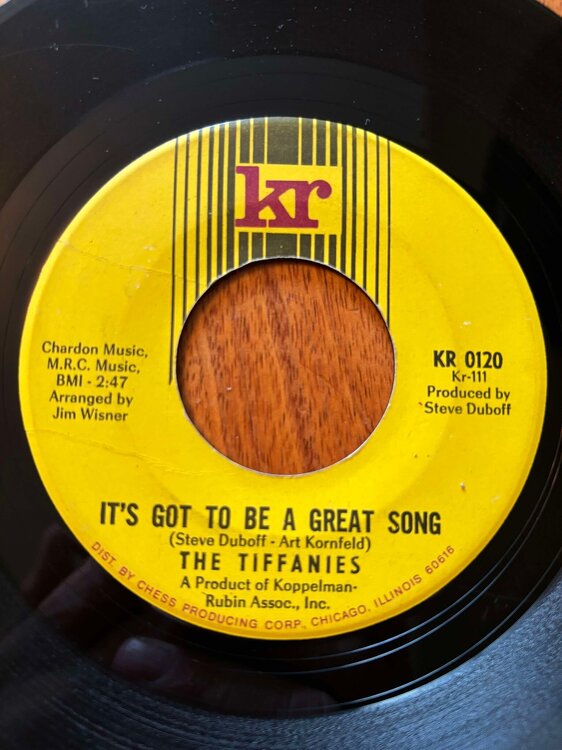 kr
Chardon Music,
M.R.C. Music,
BMI - 2:47
Arranged by
Jim Wisner
KR 0120
Kr-111
Produced by
Steve Duboff
IT'S GOT TO BE A GREAT SONG
(Steve Duboff - Art Kornfeld)
THE TIFFANIES
A Product of Koppelman-
Rubin Assoc., Inc.
DIST. BY CHESS PRODUCING CORP., CHICAGO, ILLINOIS 60616